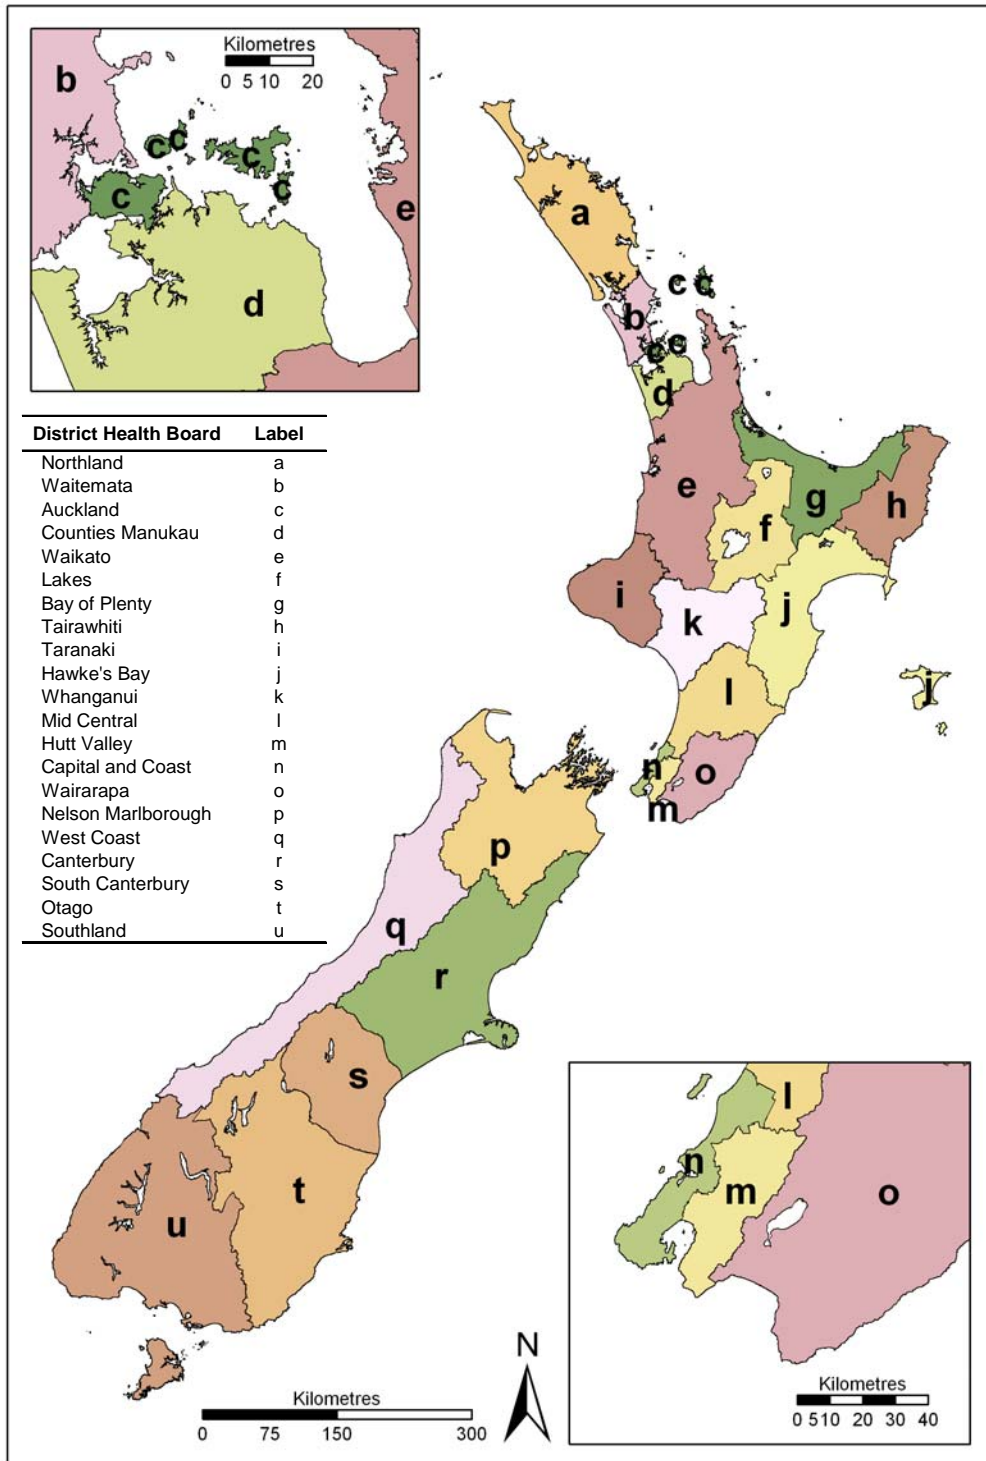 Kilometres
0 5 10 20
b
c
c
c
c
c
d
e
District Health Board Label
Northland a
Waitemata b
Auckland c
Counties Manukau d
Waikato e
Lakes f
Bay of Plenty g
Tairawhiti h
Taranaki i
Hawke's Bay j
Whanganui k
Mid Central l
Hutt Valley m
Capital and Coast n
Wairarapa o
Nelson Marlborough p
West Coast q
Canterbury r
South Canterbury s
Otago t
Southland u
a
c c
b
c
c
d
e
f
g
h
i
j
k
j
l
n
o
m
p
q
r
s
t
u
N
Kilometres
0 75 150 300
l
n
m
o
Kilometres
0 5 10 20 30 40